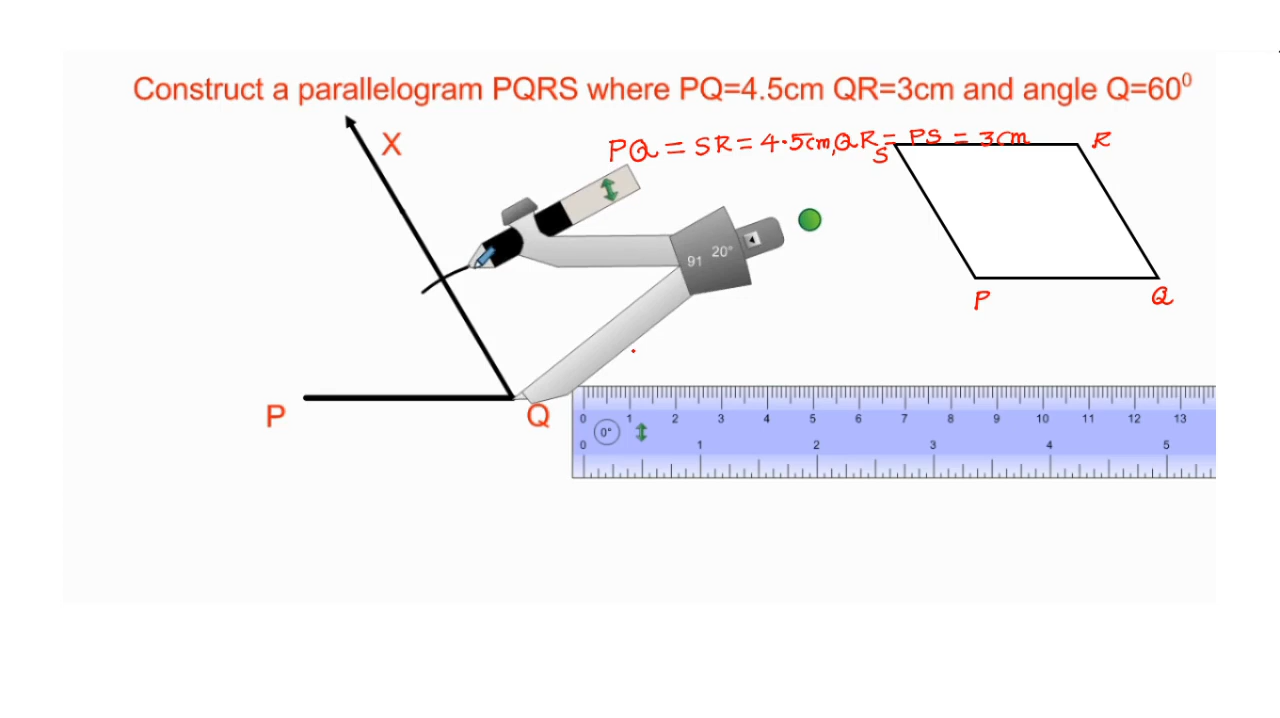 Construct a parallelogram PQRS where PQ=4.5cm QR=3cm and angle Q=60⁰
X
PQ = SR = 4.5cm, QR = PS = 3cm
S
R
91 20°
P
Q
P
Q
0 1 2 3 4 5 6 7 8 9 10 11 12 13
0°
0 1 2 3 4 5